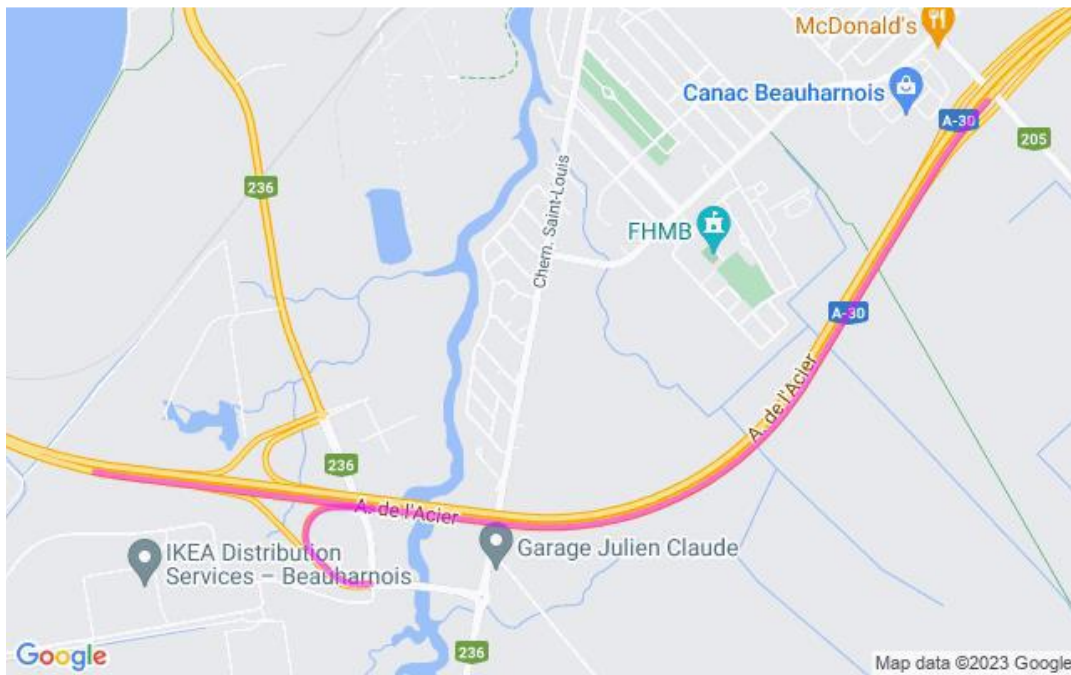 McDonald's
Canac Beauharnois
A-30
205
236
Chem. Saint-Louis
FHMB
A-30
A. de l'Acier
236
A. de l'Acier
IKEA Distribution
Services – Beauharnois
Garage Julien Claude
236
Google
Map data ©2023 Google